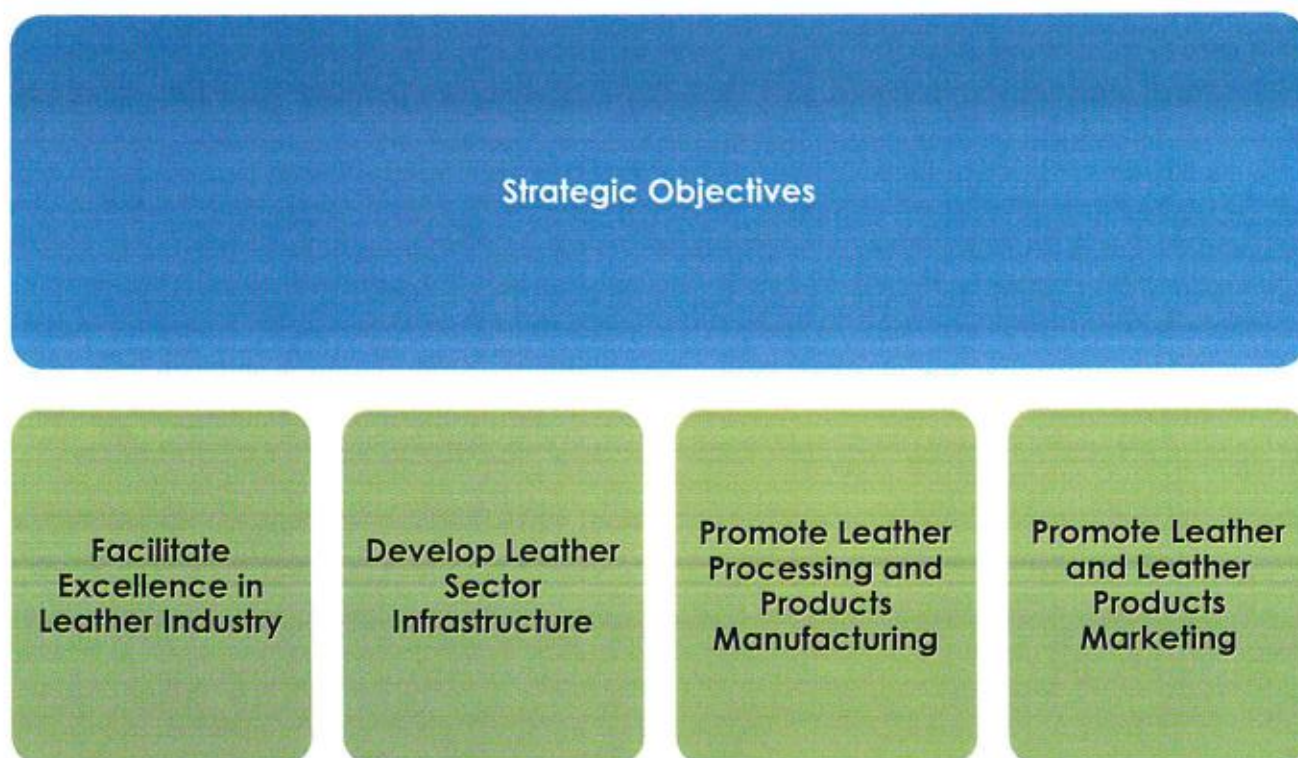 Strategic Objectives
Facilitate
Excellence in
Leather Industry
Develop Leather
Sector
Infrastructure
Promote Leather
Processing and
Products
Manufacturing
Promote Leather
and Leather
Products
Marketing